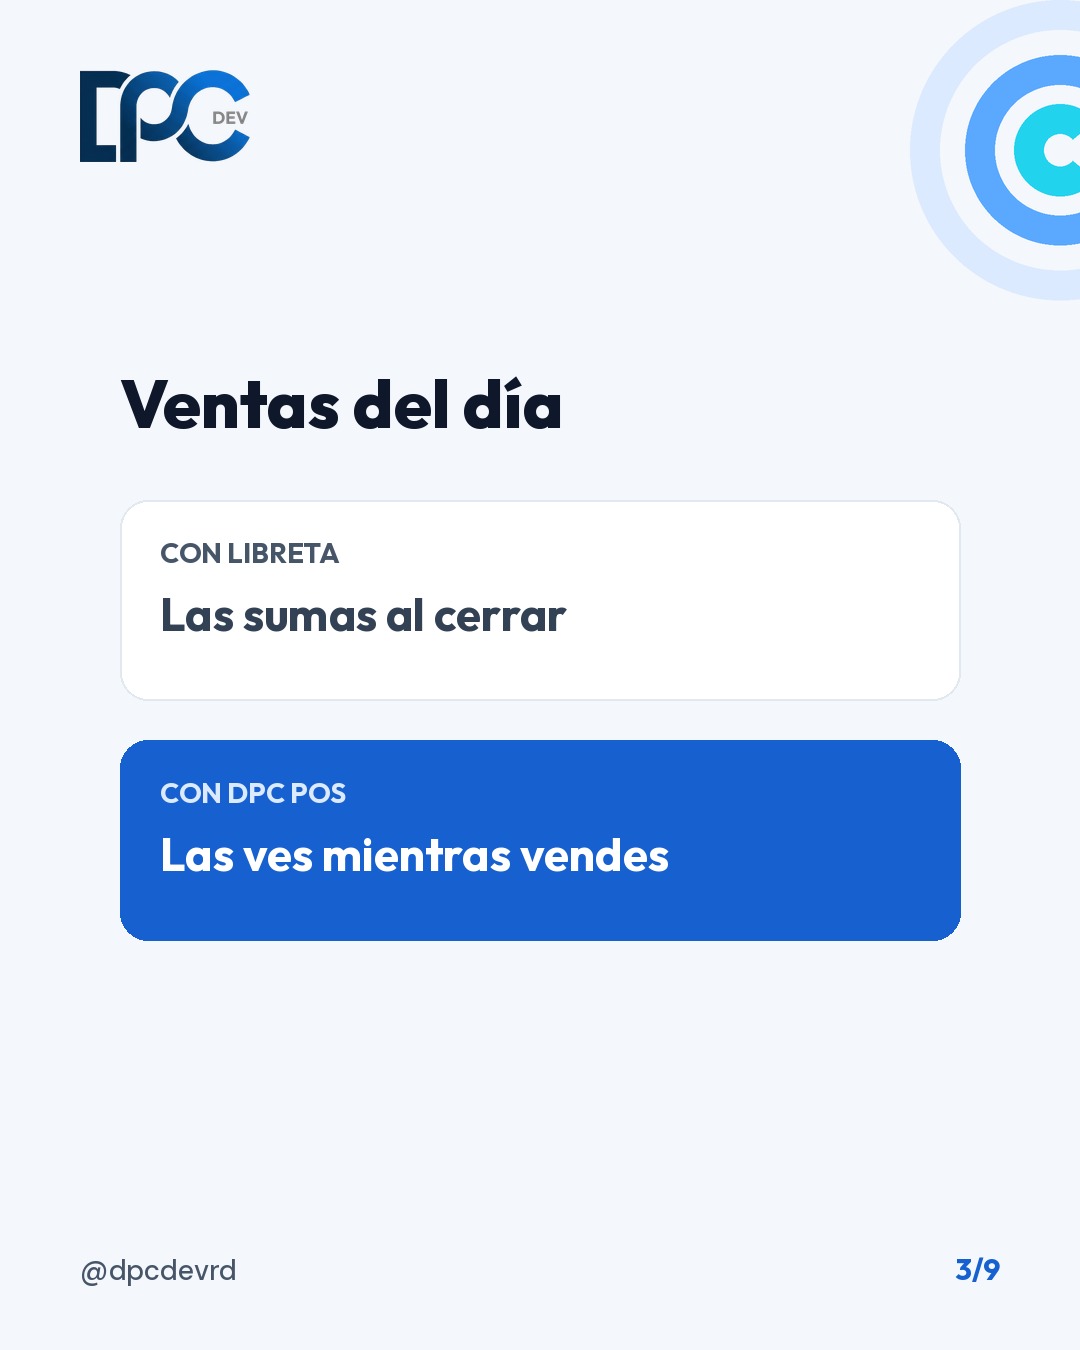 DPC
DEV
Ventas del día
CON LIBRETA
Las sumas al cerrar
CON DPC POS
Las ves mientras vendes
@dpcdevrd
3/9